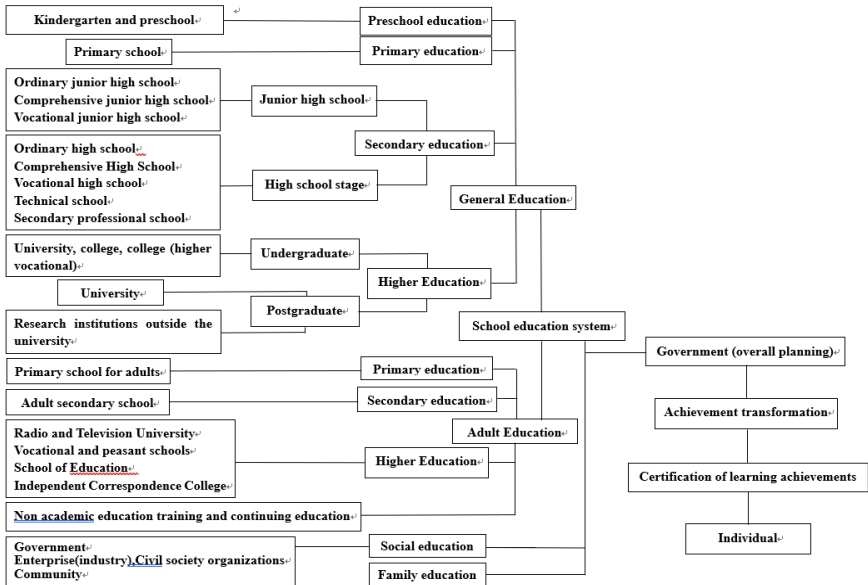 Kindergarten and preschool
Preschool education
Primary school
Primary education
Ordinary junior high school
Comprehensive junior high school
Vocational junior high school
Junior high school
Secondary education
Ordinary high school
Comprehensive High School
Vocational high school
Technical school
Secondary professional school
High school stage
General Education
University, college, college (higher
vocational)
Undergraduate
Higher Education
University
Postgraduate
Research institutions outside the
university
School education system
Government (overall planning)
Primary school for adults
Primary education
Adult secondary school
Secondary education
Achievement transformation
Radio and Television University
Vocational and peasant schools
School of Education
Independent Correspondence College
Higher Education
Adult Education
Certification of learning achievements
Non academic education training and continuing education
Individual
Government
Enterprise(industry),Civil society organizations
Community
Social education
Family education